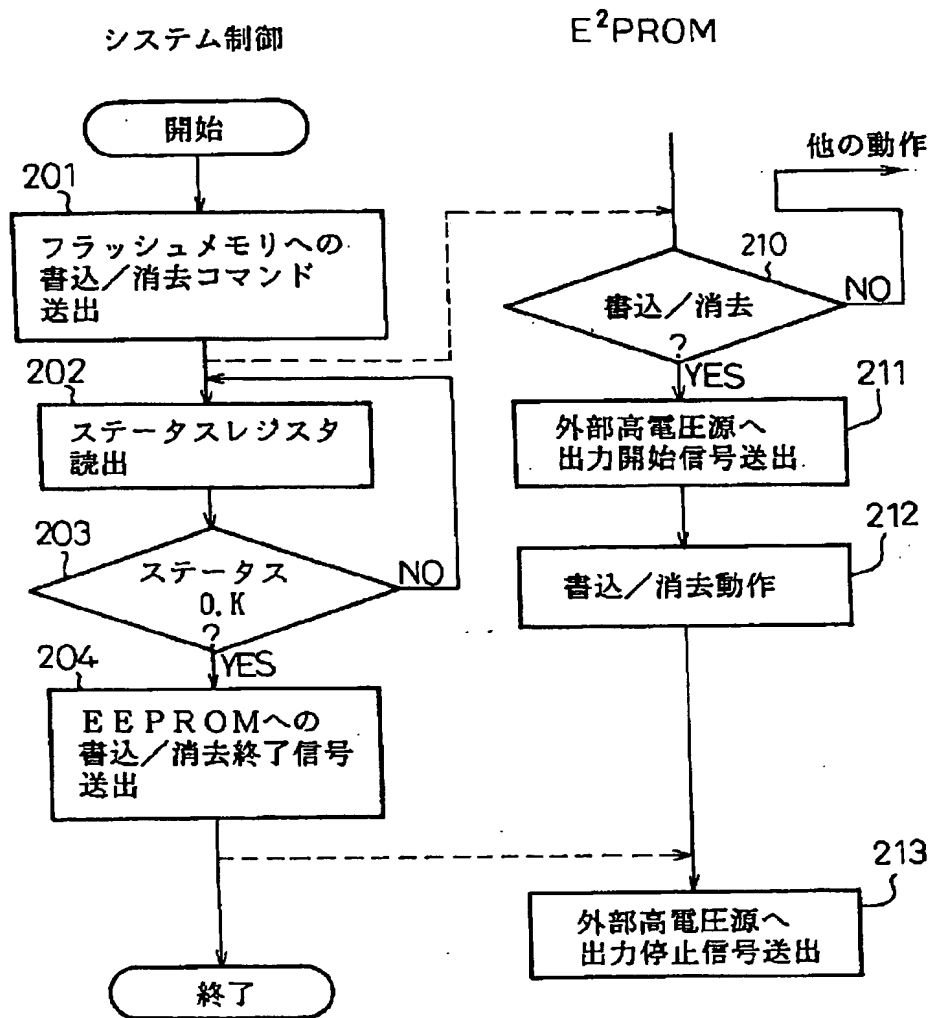 システム制御
E²PROM
開始
他の動作
201
フラッシュメモリへの
書込／消去コマンド
送出
210
書込／消去
?
NO
YES
202
ステータスレジスタ
読出
211
外部高電圧源へ
出力開始信号送出
203
ステータス
O.K
?
NO
YES
212
書込／消去動作
204
ＥＥＰＲＯＭへの
書込／消去終了信号
送出
213
外部高電圧源へ
出力停止信号送出
終了